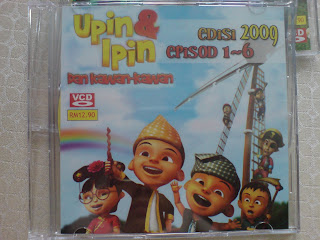 Upin &
Ipin
dan kawan-kawan
EDISI 2009
EPISOD 1~6
VCD
RM12.90